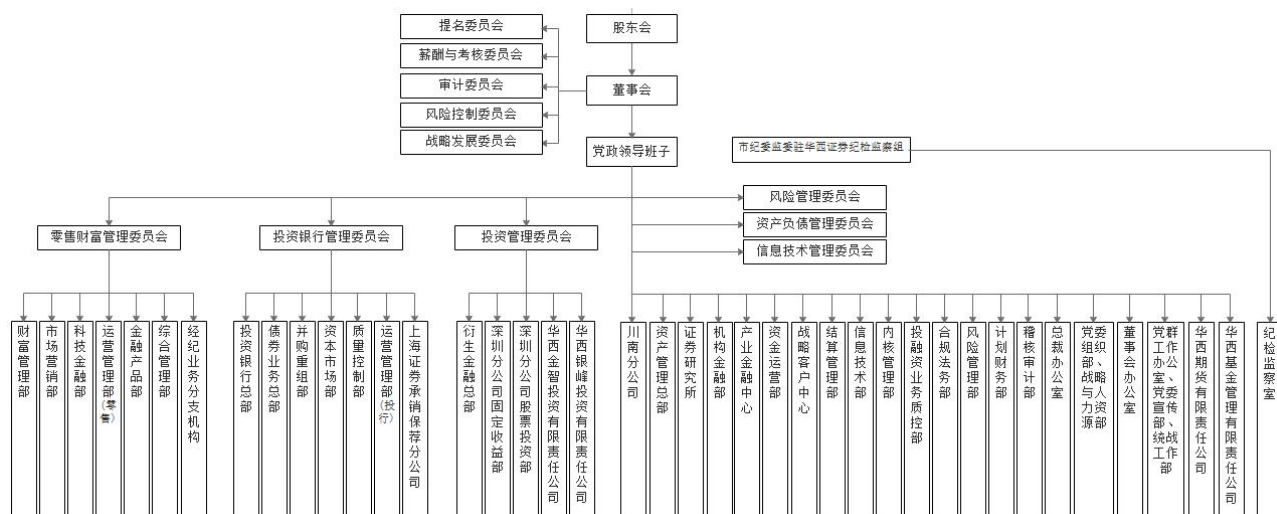 提名委员会
薪酬与考核委员会
审计委员会
风险控制委员会
战略发展委员会
股东会
董事会
党政领导班子
市纪委监委驻华西证券纪检监察组
风险管理委员会
资产负债管理委员会
信息技术管理委员会
零售财富管理委员会
投资银行管理委员会
投资管理委员会
财富管理部
市场营销部
科技金融部
运营管理部(零售)
金融产品部
综合管理部
经纪业务分支机构
投资银行总部
债券业务总部
并购重组部
资本市场部
质量控制部
运营管理部(投行)
上海证券承销保荐分公司
衍生金融总部
深圳分公司固定收益部
深圳分公司股票投资部
华西金智投资有限责任公司
华西银峰投资有限责任公司
川南分公司
资产管理总部
证券研究所
机构金融部
产业金融中心
资金运营部
战略客户中心
结算管理部
信息技术部
内核管理部
投融资业务质控部
合规法务部
风险管理部
计划财务部
稽核审计部
总裁办公室
党委组织部、战略与人力资源部
董事会办公室
党群工作办公室、党委宣传部、统战工作部
华西期货有限责任公司
华西基金管理有限责任公司
纪检监察室